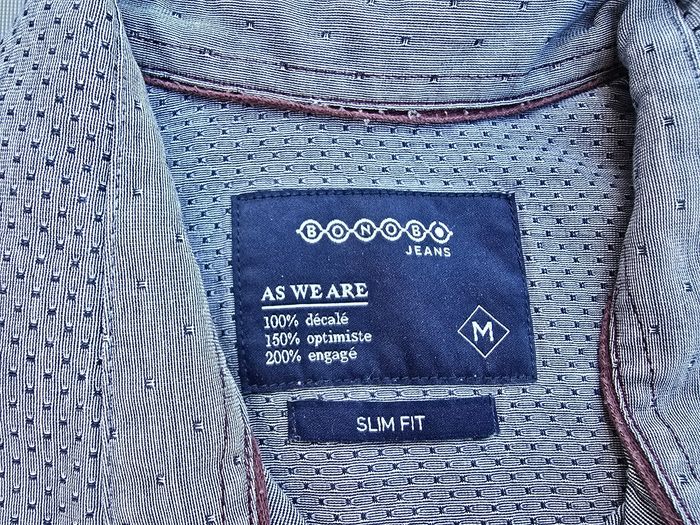 BONOBO
JEANS
AS WE ARE
100% décalé
150% optimiste
200% engagé
M
SLIM FIT